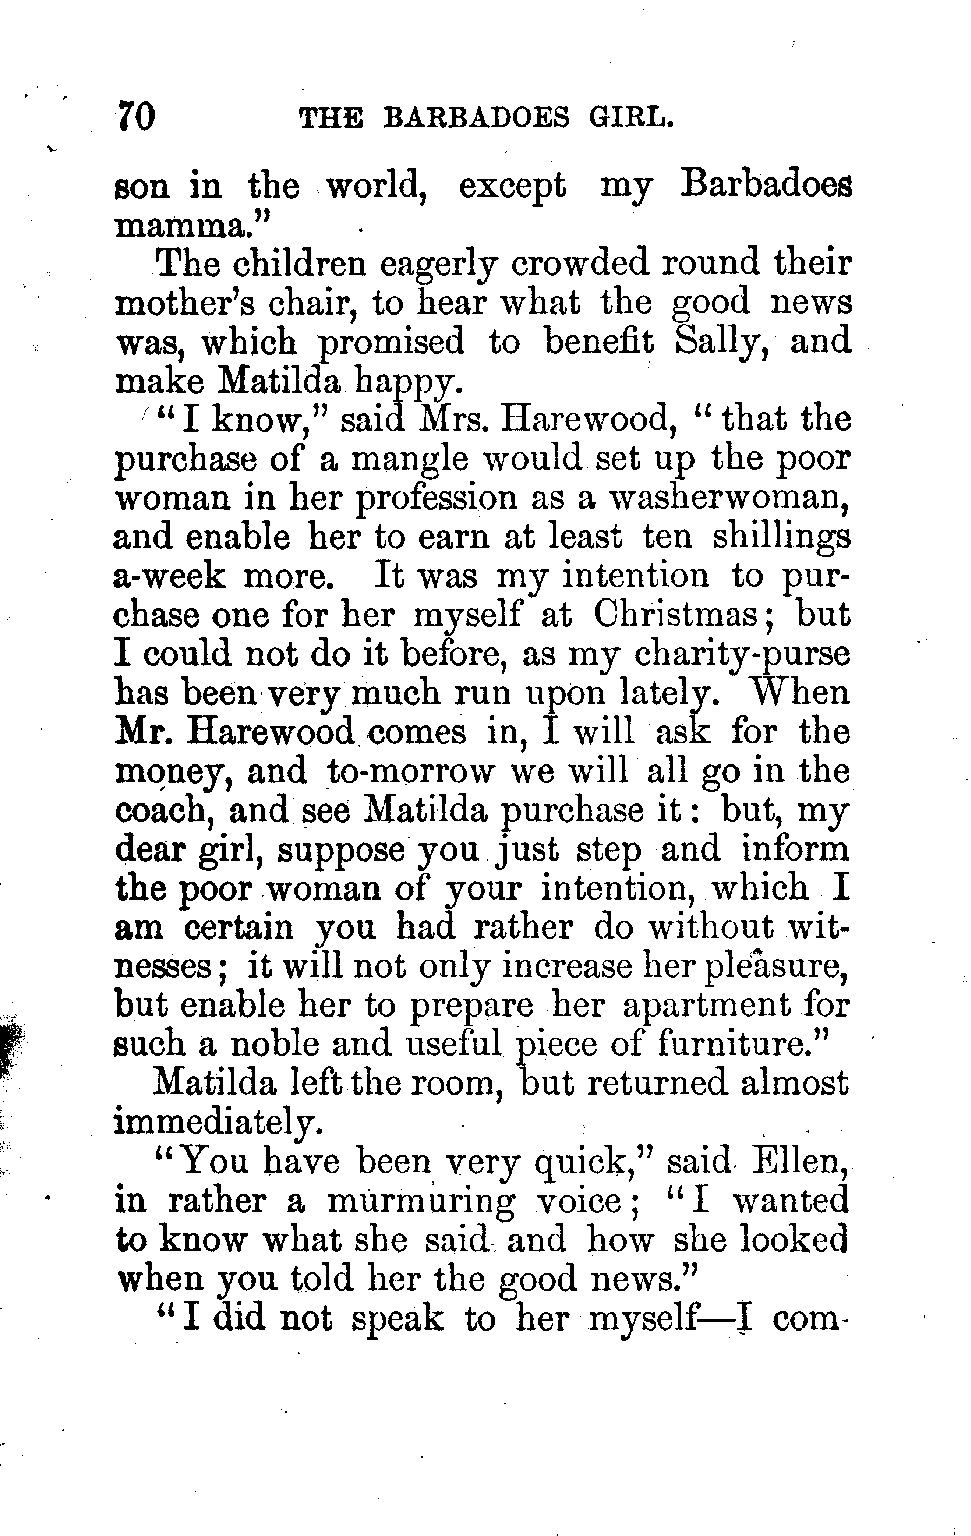 70 THE BARBADOES GIRL.
son in the world, except my Barbadoes
mamma."
The children eagerly crowded round their
mother's chair, to hear what the good news
was, which promised to benefit Sally, and
make Matilda happy.
"I know," said Mrs. Harewood, "that the
purchase of a mangle would set up the poor
woman in her profession as a washerwoman,
and enable her to earn at least ten shillings
a-week more. It was my intention to pur-
chase one for her myself at Christmas; but
I could not do it before, as my charity-purse
has been very much run upon lately. When
Mr. Harewood comes in, I will ask for the
money, and to-morrow we will all go in the
coach, and see Matilda purchase it: but, my
dear girl, suppose you just step and inform
the poor woman of your intention, which I
am certain you had rather do without wit-
nesses; it will not only increase her pleasure,
but enable her to prepare her apartment for
such a noble and useful piece of furniture."
Matilda left the room, but returned almost
immediately.
"You have been very quick," said Ellen,
in rather a murmuring voice; "I wanted
to know what she said and how she looked
when you told her the good news."
"I did not speak to her myself—I com-